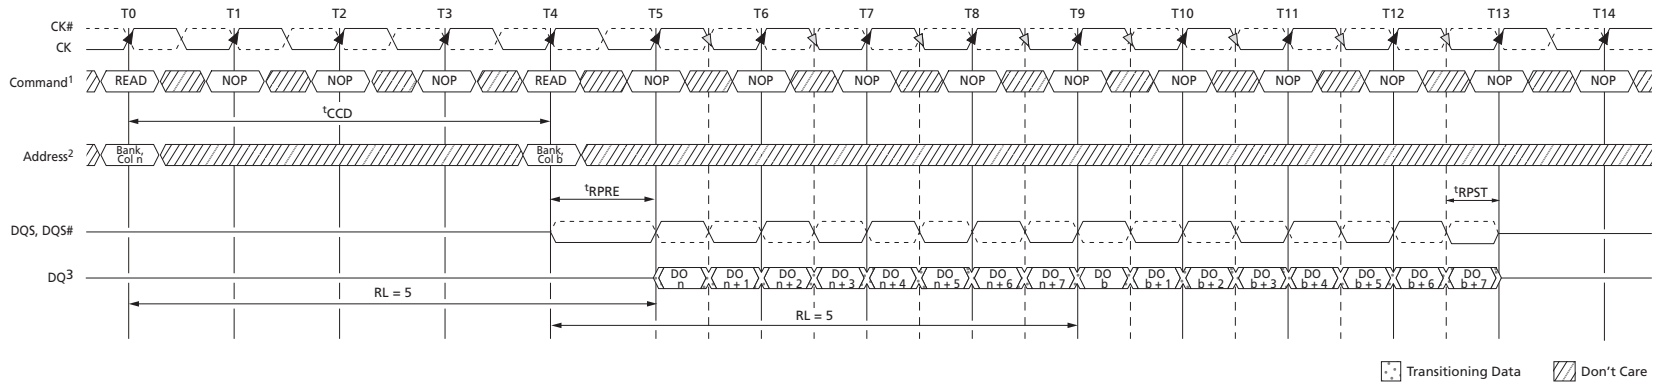 T0 T1 T2 T3 T4 T5 T6 T7 T8 T9 T10 T11 T12 T13 T14
CK#
CK
Command¹ READ NOP NOP NOP READ NOP NOP NOP NOP NOP NOP NOP NOP NOP NOP
tCCD
Address² Bank, Col n Bank, Col b
tRPRE tRPST
DQS, DQS#
DQ³ DO n DO n + 1 DO n + 2 DO n + 3 DO n + 4 DO n + 5 DO n + 6 DO n + 7 DO b DO b + 1 DO b + 2 DO b + 3 DO b + 4 DO b + 5 DO b + 6 DO b + 7
RL = 5
RL = 5
Transitioning Data Don't Care